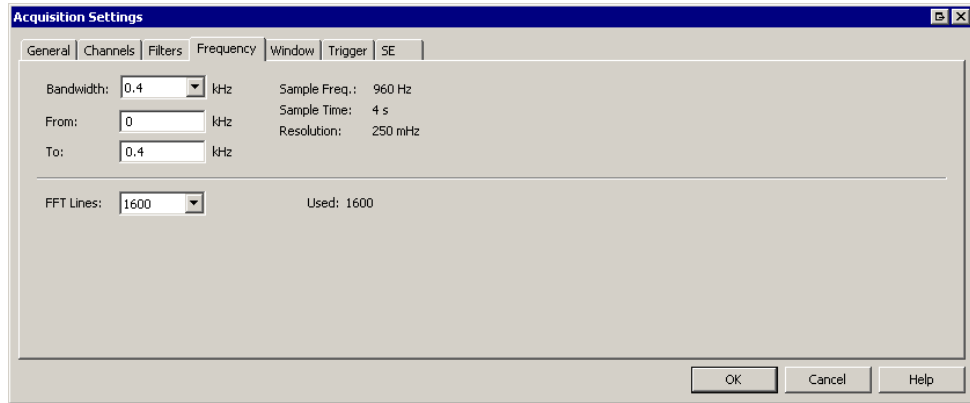 Acquisition Settings
General Channels Filters Frequency Window Trigger SE
Bandwidth: 0.4 kHz Sample Freq.: 960 Hz
Sample Time: 4 s
From: 0 kHz
Resolution: 250 mHz
To: 0.4 kHz
FFT Lines: 1600 Used: 1600
OK Cancel Help